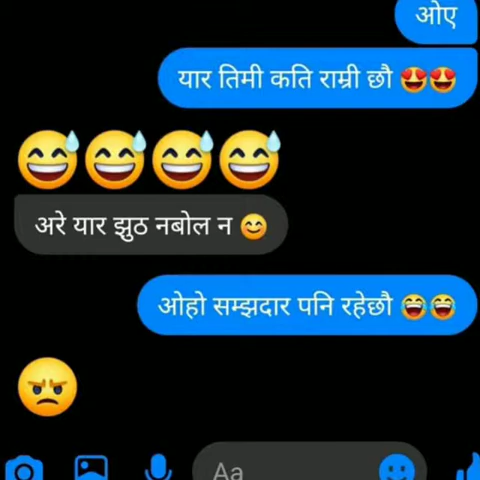 ओए
यार तिमी कति राम्री छौ 😍😍
😅😅😅😅
अरे यार झुठ नबोल न 😊
ओहो सम्झदार पनि रहेछौ 😂😂
😠
Aa